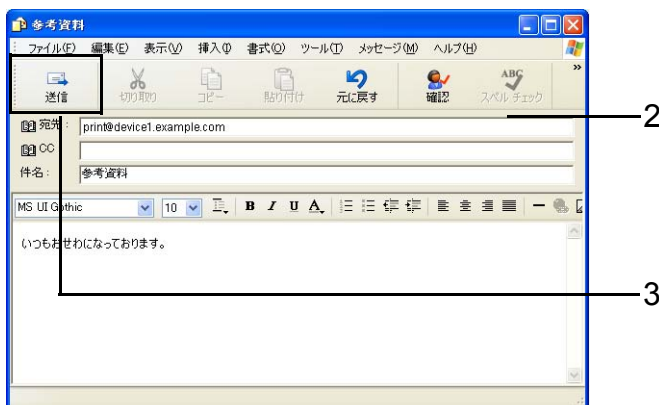 参考資料
ファイル(F) 編集(E) 表示(V) 挿入(I) 書式(O) ツール(T) メッセージ(M) ヘルプ(H)
送信 切り取り コピー 貼り付け 元に戻す 確認 ABC スペル チェック »
2
宛先: print@device1.example.com
CC:
件名: 参考資料
MS UI Gothic 10 B I U A
いつもおせわになっております。
3